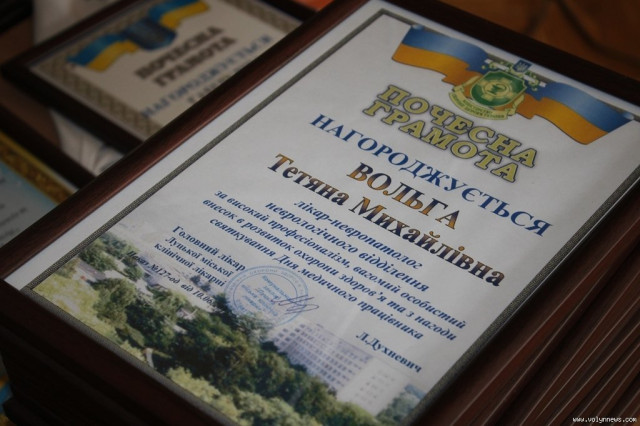 ПОЧЕСНА
ГРАМОТА
ПОЧЕСНА
ГРАМОТА
НАГОРОДЖУЄТЬСЯ
ВОЛЬГА
Тетяна Михайлівна
лікар-невропатолог
неврологічного відділення
за високий професіоналізм, вагомий особистий
внесок в розвиток охорони здоров'я та з нагоди
святкування Дня медичного працівника
Головний лікар
Луцької міської
клінічної лікарні
Л.Духневич
www.volynnews.com